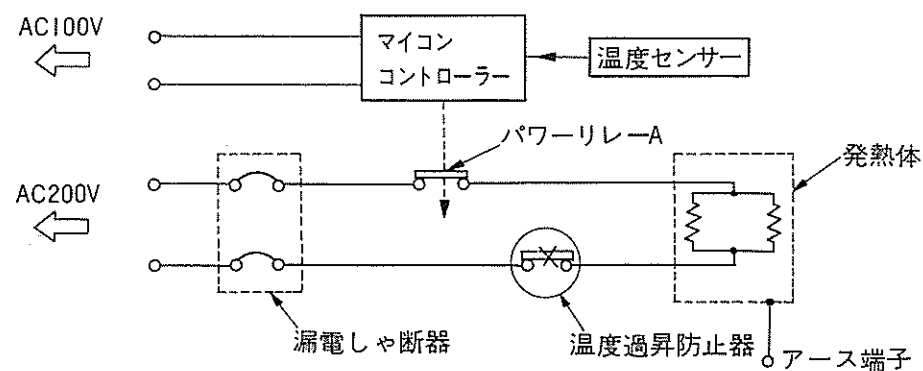 AC100V
マイコン
コントローラー
温度センサー
パワーリレーA
発熱体
AC200V
漏電しゃ断器
温度過昇防止器
アース端子